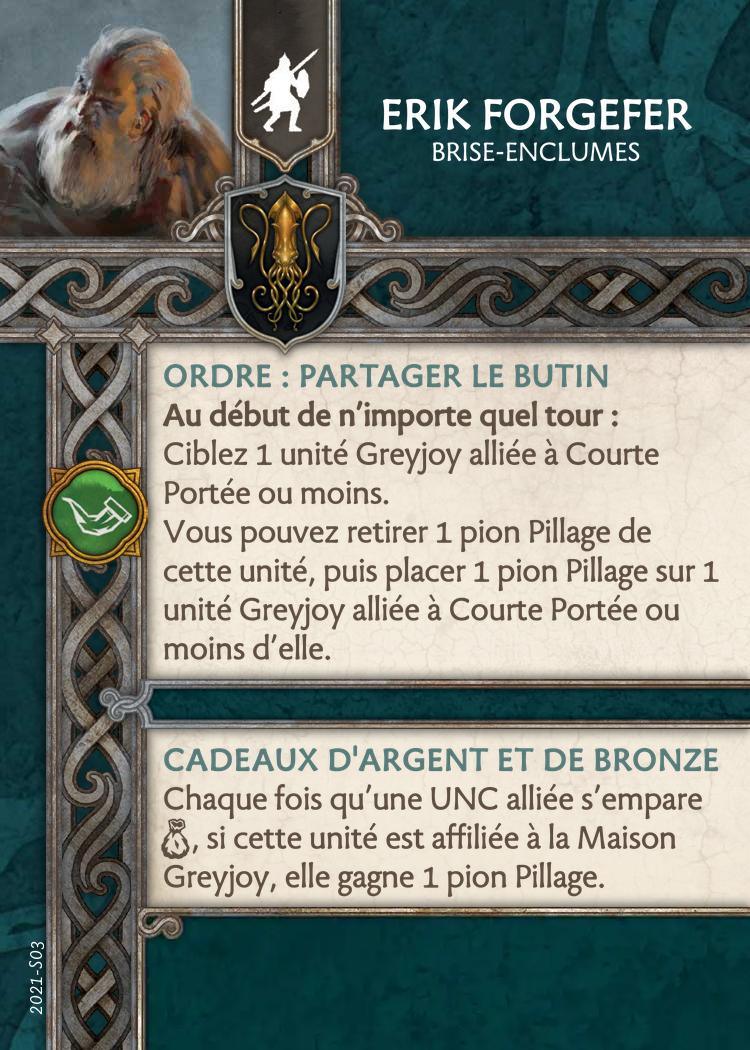 ERIK FORGEFER
BRISE-ENCLUMES
ORDRE : PARTAGER LE BUTIN
Au début de n’importe quel tour :
Ciblez 1 unité Greyjoy alliée à Courte
Portée ou moins.
Vous pouvez retirer 1 pion Pillage de
cette unité, puis placer 1 pion Pillage sur 1
unité Greyjoy alliée à Courte Portée ou
moins d’elle.
CADEAUX D'ARGENT ET DE BRONZE
Chaque fois qu’une UNC alliée s’empare
, si cette unité est affiliée à la Maison
Greyjoy, elle gagne 1 pion Pillage.
2021-S03